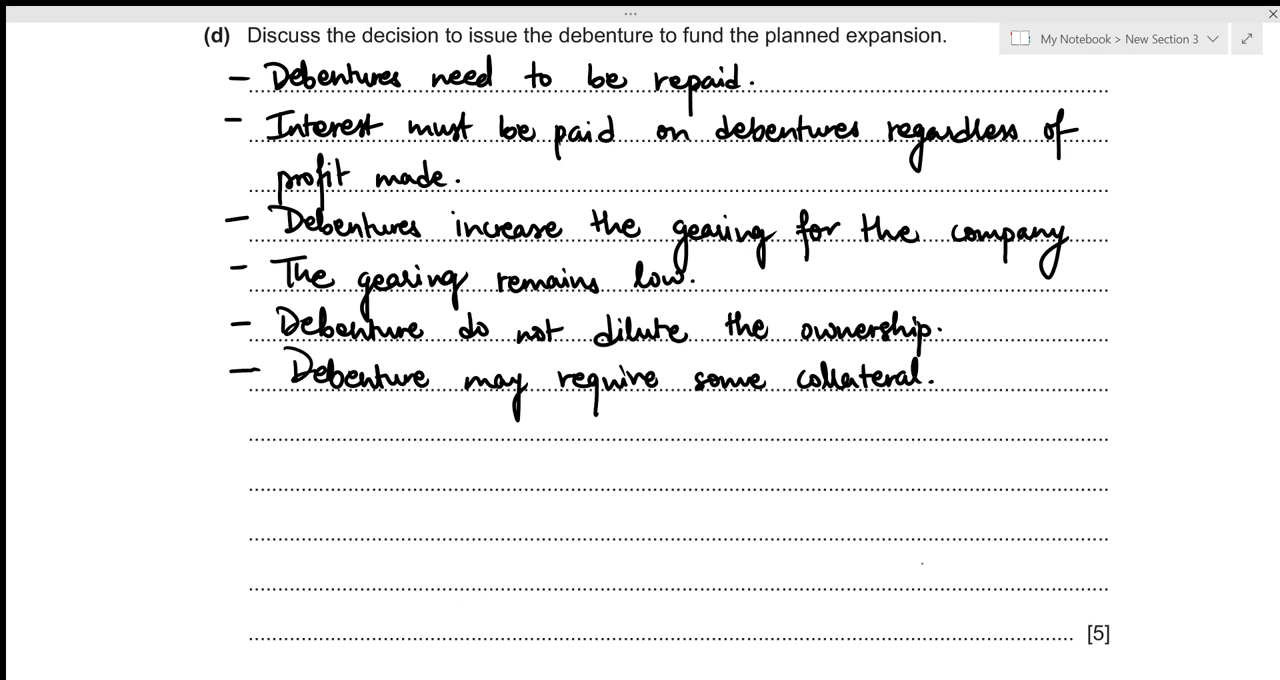 (d) Discuss the decision to issue the debenture to fund the planned expansion.
My Notebook > New Section 3
- Debentures need to be repaid.
- Interest must be paid on debentures regardless of
profit made.
- Debentures increase the gearing for the company
- The gearing remains low.
- Debenture do not dilute the ownership.
- Debenture may require some collateral.
[5]